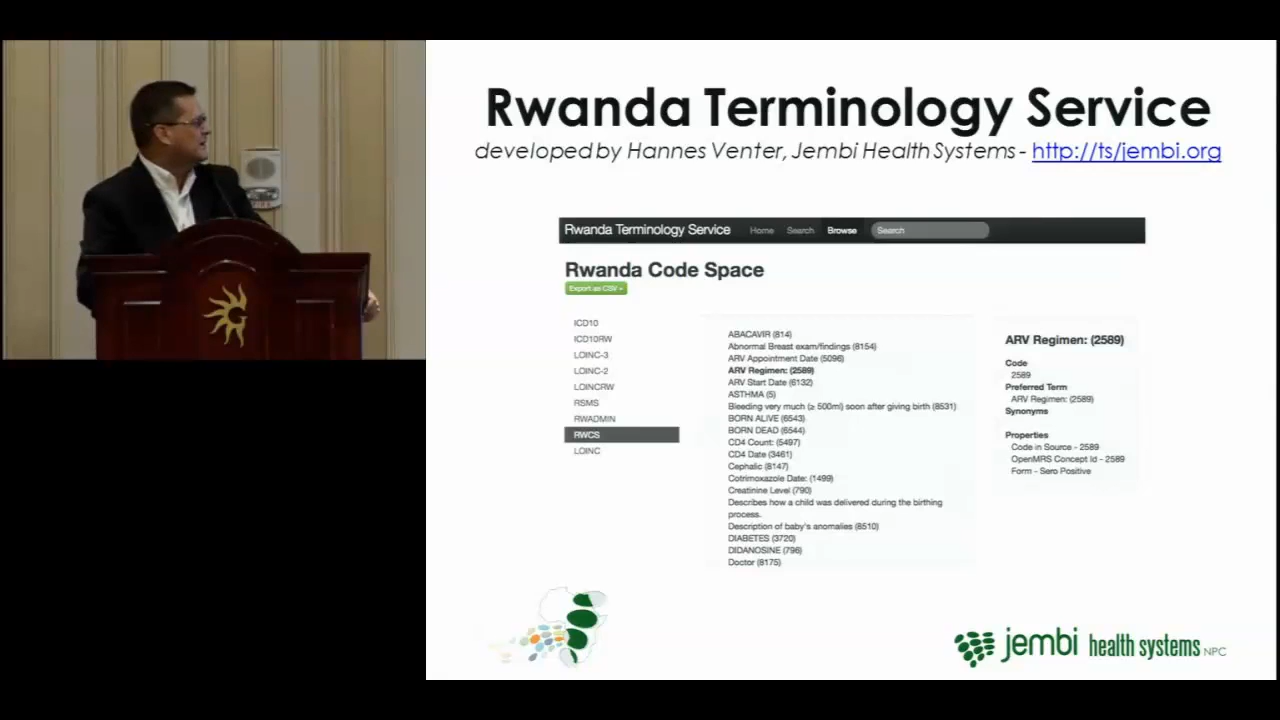 Rwanda Terminology Service
developed by Hannes Venter, Jembi Health Systems - http://ts/jembi.org
Rwanda Terminology Service Home Search Browse Search
Rwanda Code Space
Export as CSV
ICD10
ICD10RW
LOINC-3
LOINC-2
LOINCRW
RSMS
RWADMIN
RWCS
LOINC
ABACAVIR (814)
Abnormal Breast exam/findings (8154)
ARV Appointment Date (5096)
ARV Regimen: (2589)
ARV Start Date (6132)
ASTHMA (5)
Bleeding very much (≥ 500ml) soon after giving birth (8531)
BORN ALIVE (6543)
BORN DEAD (6544)
CD4 Count: (5497)
CD4 Date (3461)
Cephalic (8147)
Cotrimoxazole Date: (1499)
Creatinine Level (790)
Describes how a child was delivered during the birthing
process.
Description of baby's anomalies (8510)
DIABETES (3720)
DIDANOSINE (796)
Doctor (8175)
ARV Regimen: (2589)
Code
2589
Preferred Term
ARV Regimen: (2589)
Synonyms
Properties
Code in Source - 2589
OpenMRS Concept Id - 2589
Form - Sero Positive
jembi health systems NPC